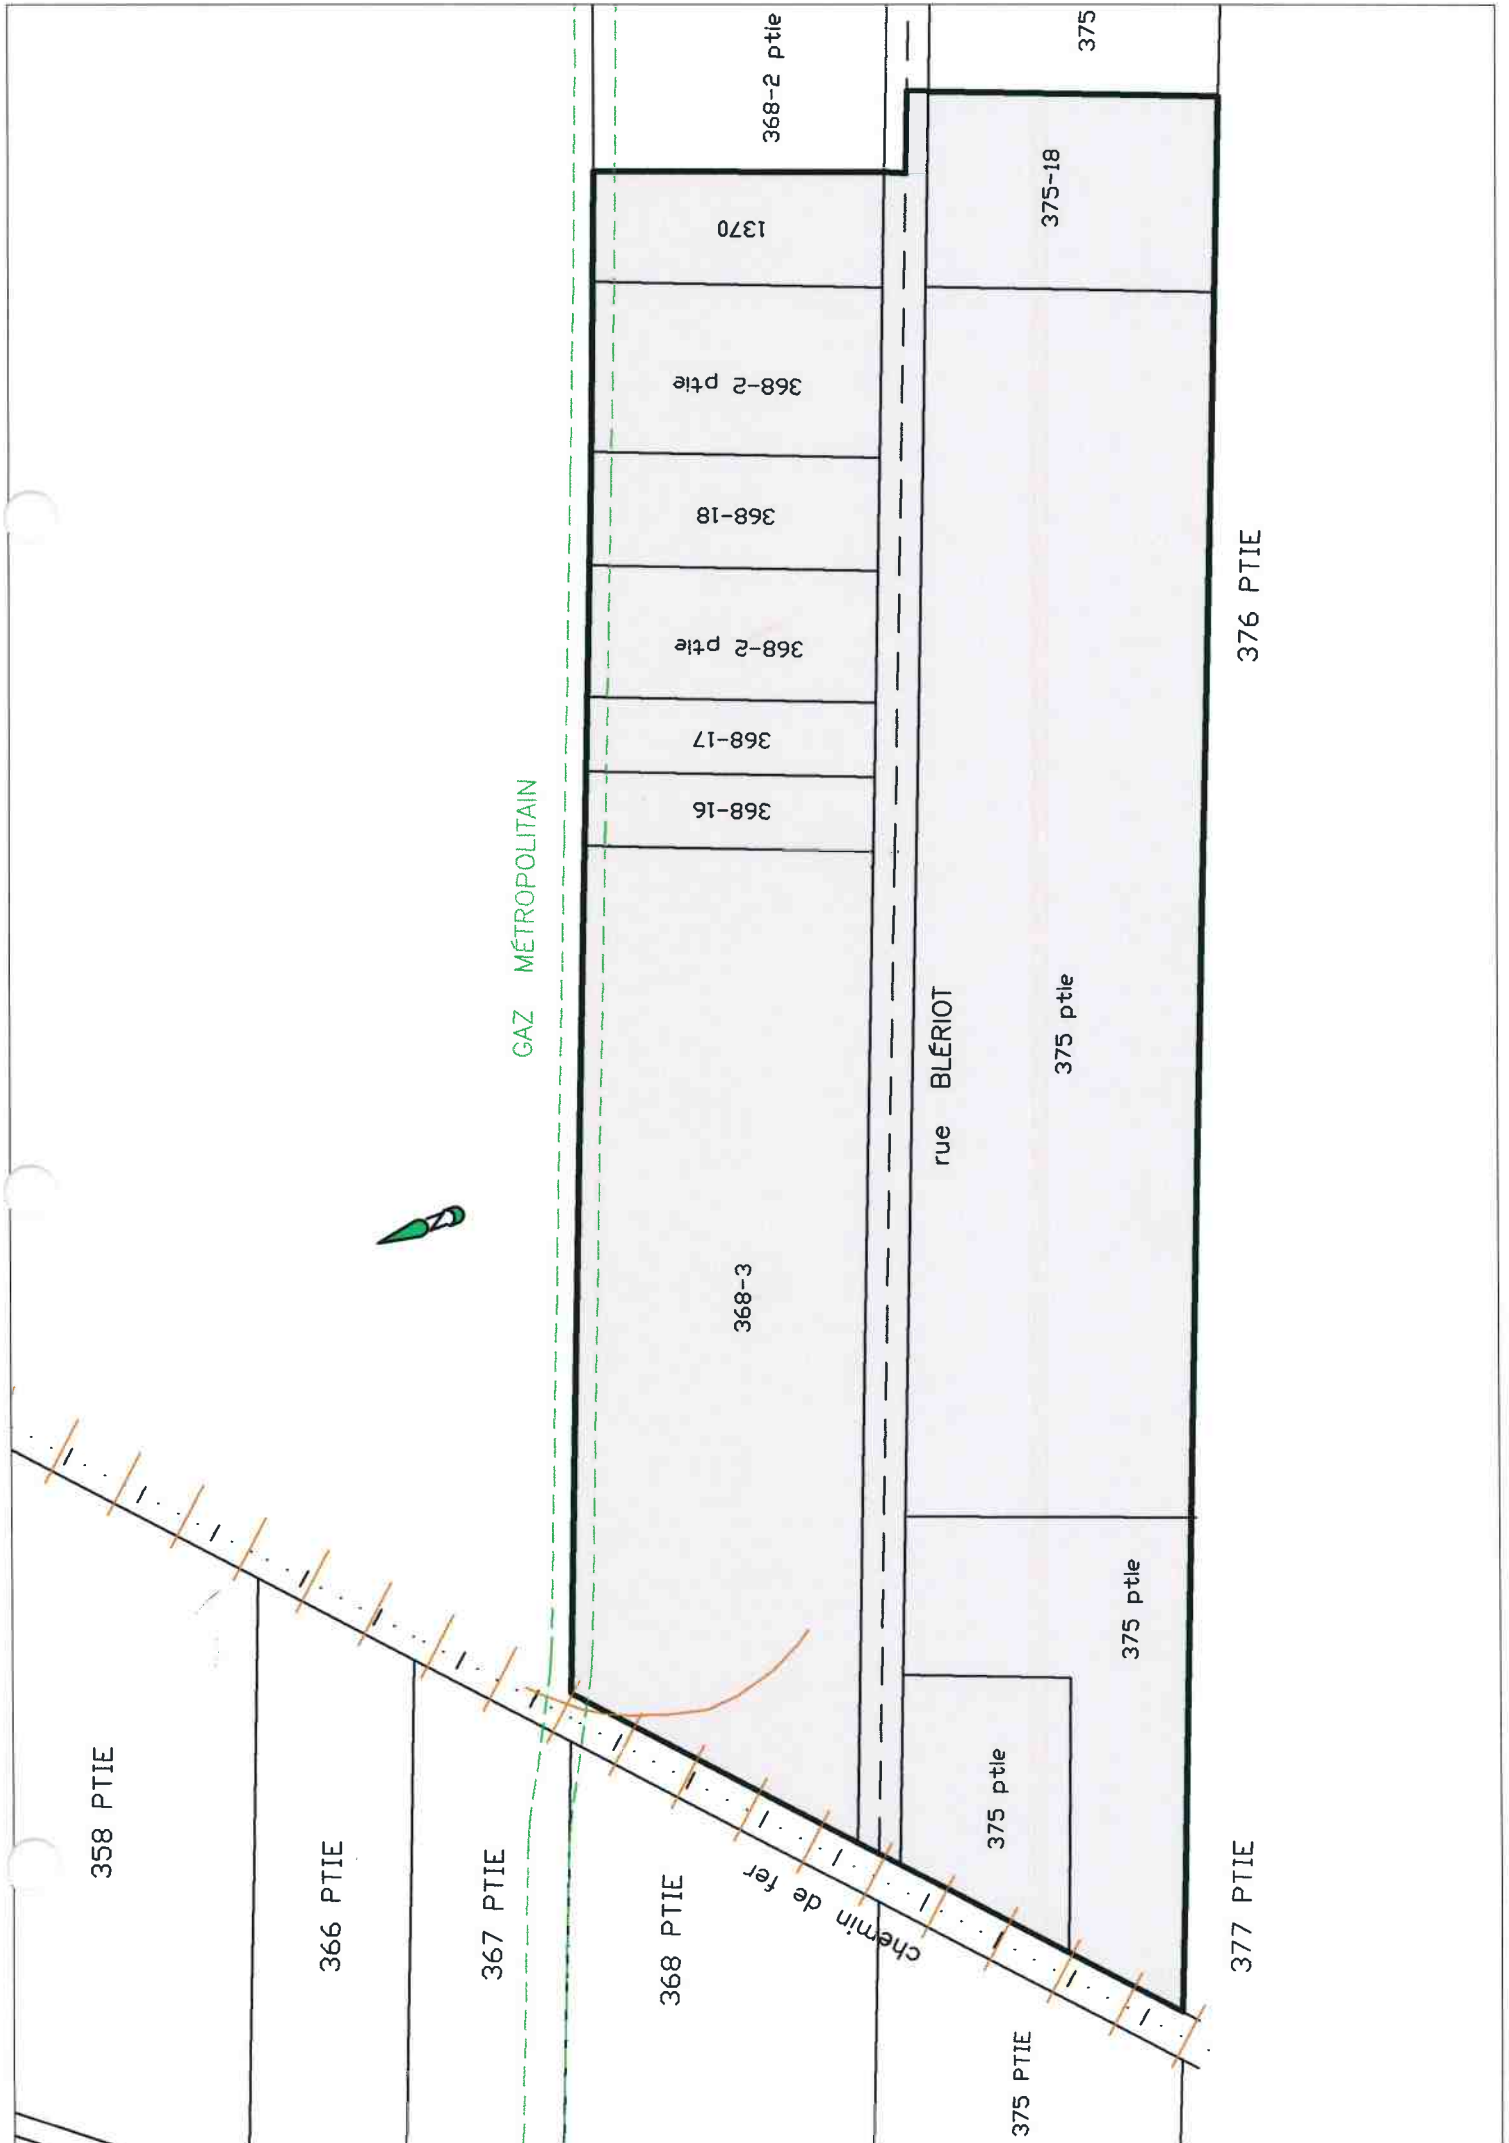 368-2 ptie
375
1370
375-18
368-2 ptie
368-18
376 PTIE
368-2 ptie
368-17
368-16
GAZ MÉTROPOLITAIN
375 ptie
rue BLÉRIOT
N
368-3
375 ptie
358 PTIE
375 ptie
366 PTIE
367 PTIE
368 PTIE
chemin de fer
377 PTIE
375 PTIE